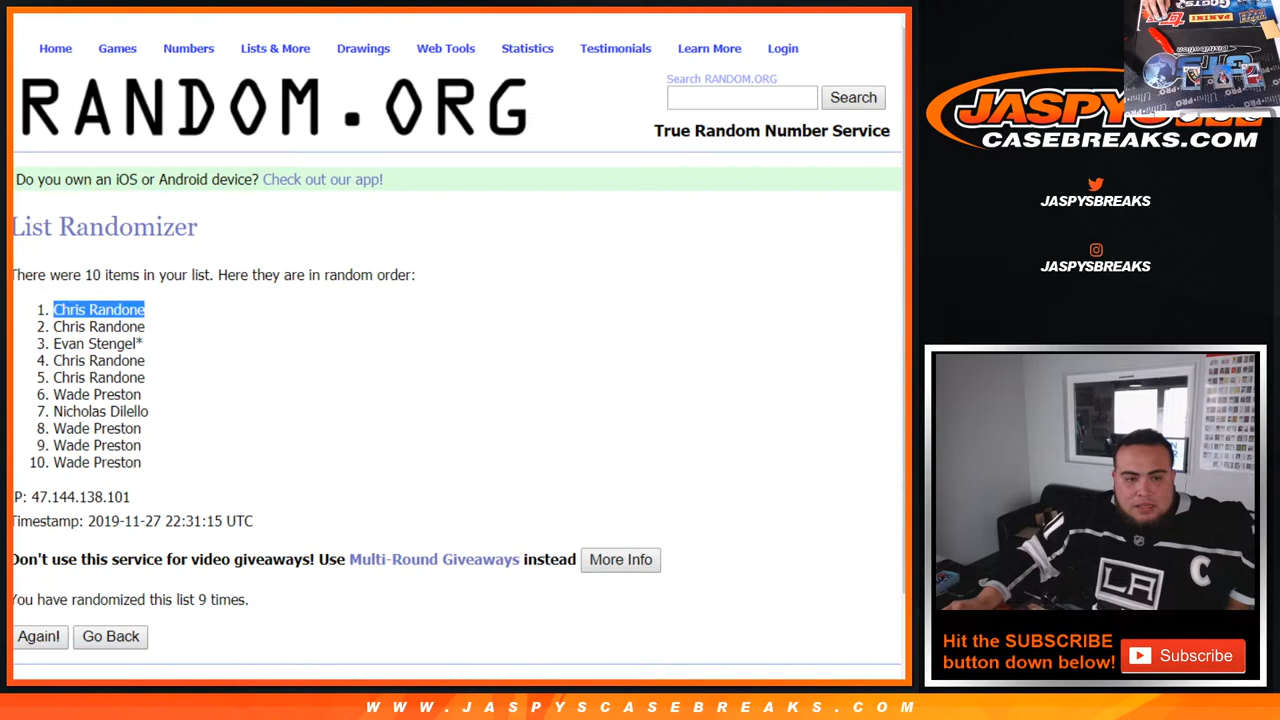 Home Games Numbers Lists & More Drawings Web Tools Statistics Testimonials Learn More Login
RANDOM.ORG
Search RANDOM.ORG
Search
True Random Number Service
Do you own an iOS or Android device? Check out our app!
List Randomizer
There were 10 items in your list. Here they are in random order:
1. Chris Randone
2. Chris Randone
3. Evan Stengel*
4. Chris Randone
5. Chris Randone
6. Wade Preston
7. Nicholas Dilello
8. Wade Preston
9. Wade Preston
10. Wade Preston
IP: 47.144.138.101
Timestamp: 2019-11-27 22:31:15 UTC
Don't use this service for video giveaways! Use Multi-Round Giveaways instead More Info
You have randomized this list 9 times.
Again! Go Back
CASEBREAKS.COM
JASPYSBREAKS
JASPYSBREAKS
LA
C
Hit the SUBSCRIBE
button down below!
Subscribe
WWW.JASPYSCASEBREAKS.COM